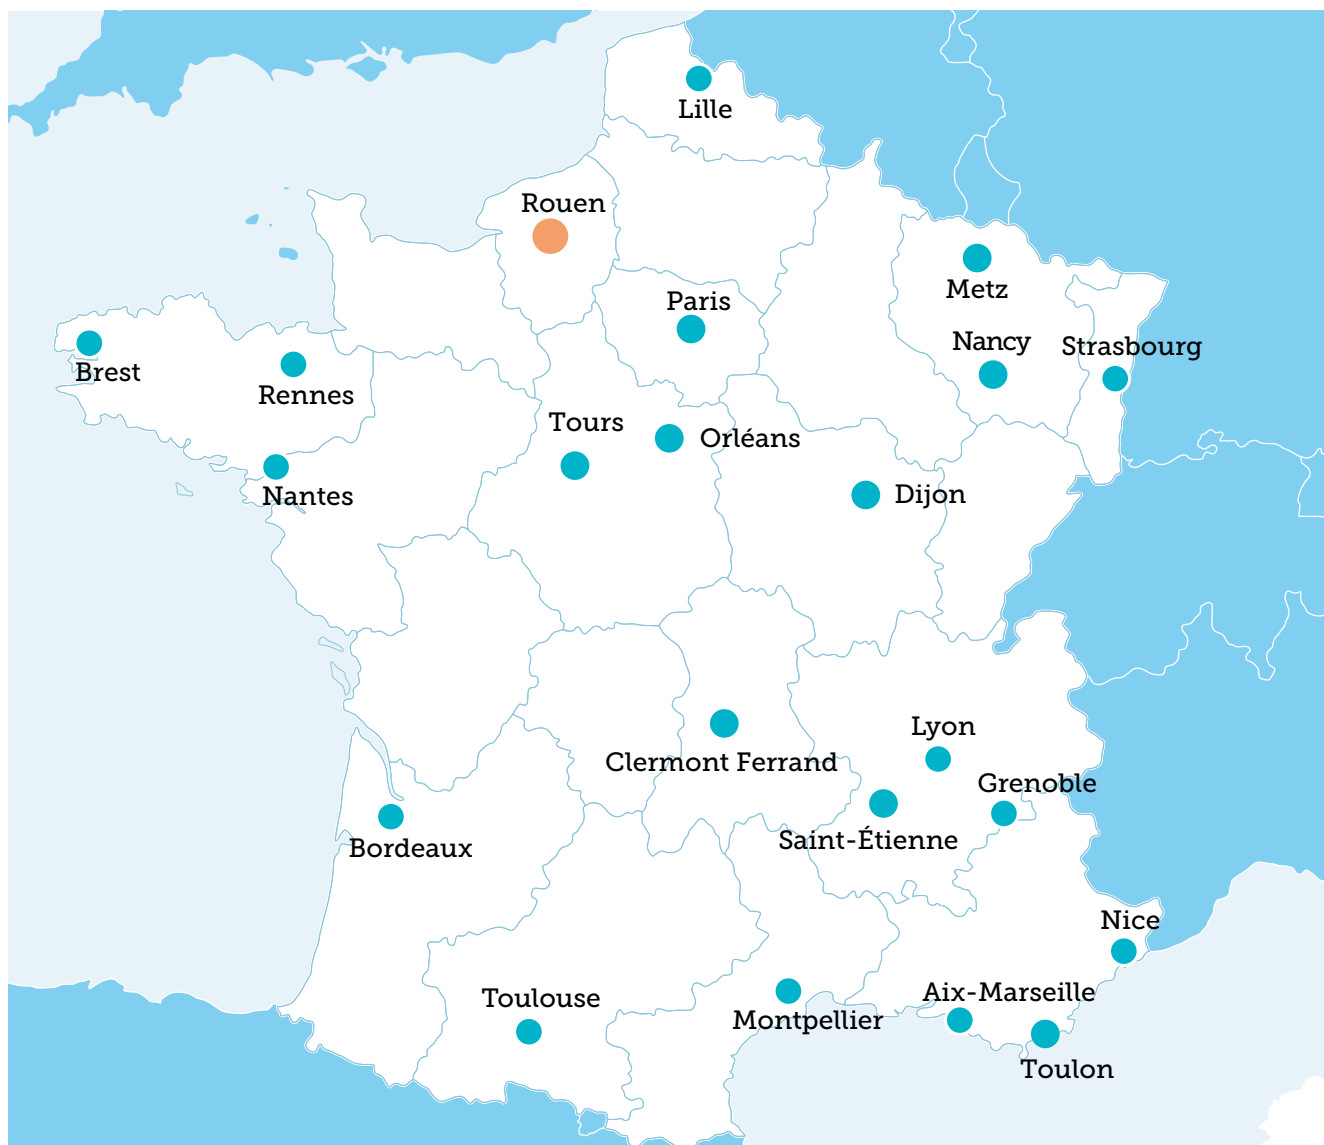 Lille
Rouen
Metz
Paris
Nancy
Strasbourg
Brest
Rennes
Tours
Orléans
Nantes
Dijon
Lyon
Clermont Ferrand
Grenoble
Saint-Étienne
Bordeaux
Nice
Aix-Marseille
Toulouse
Montpellier
Toulon